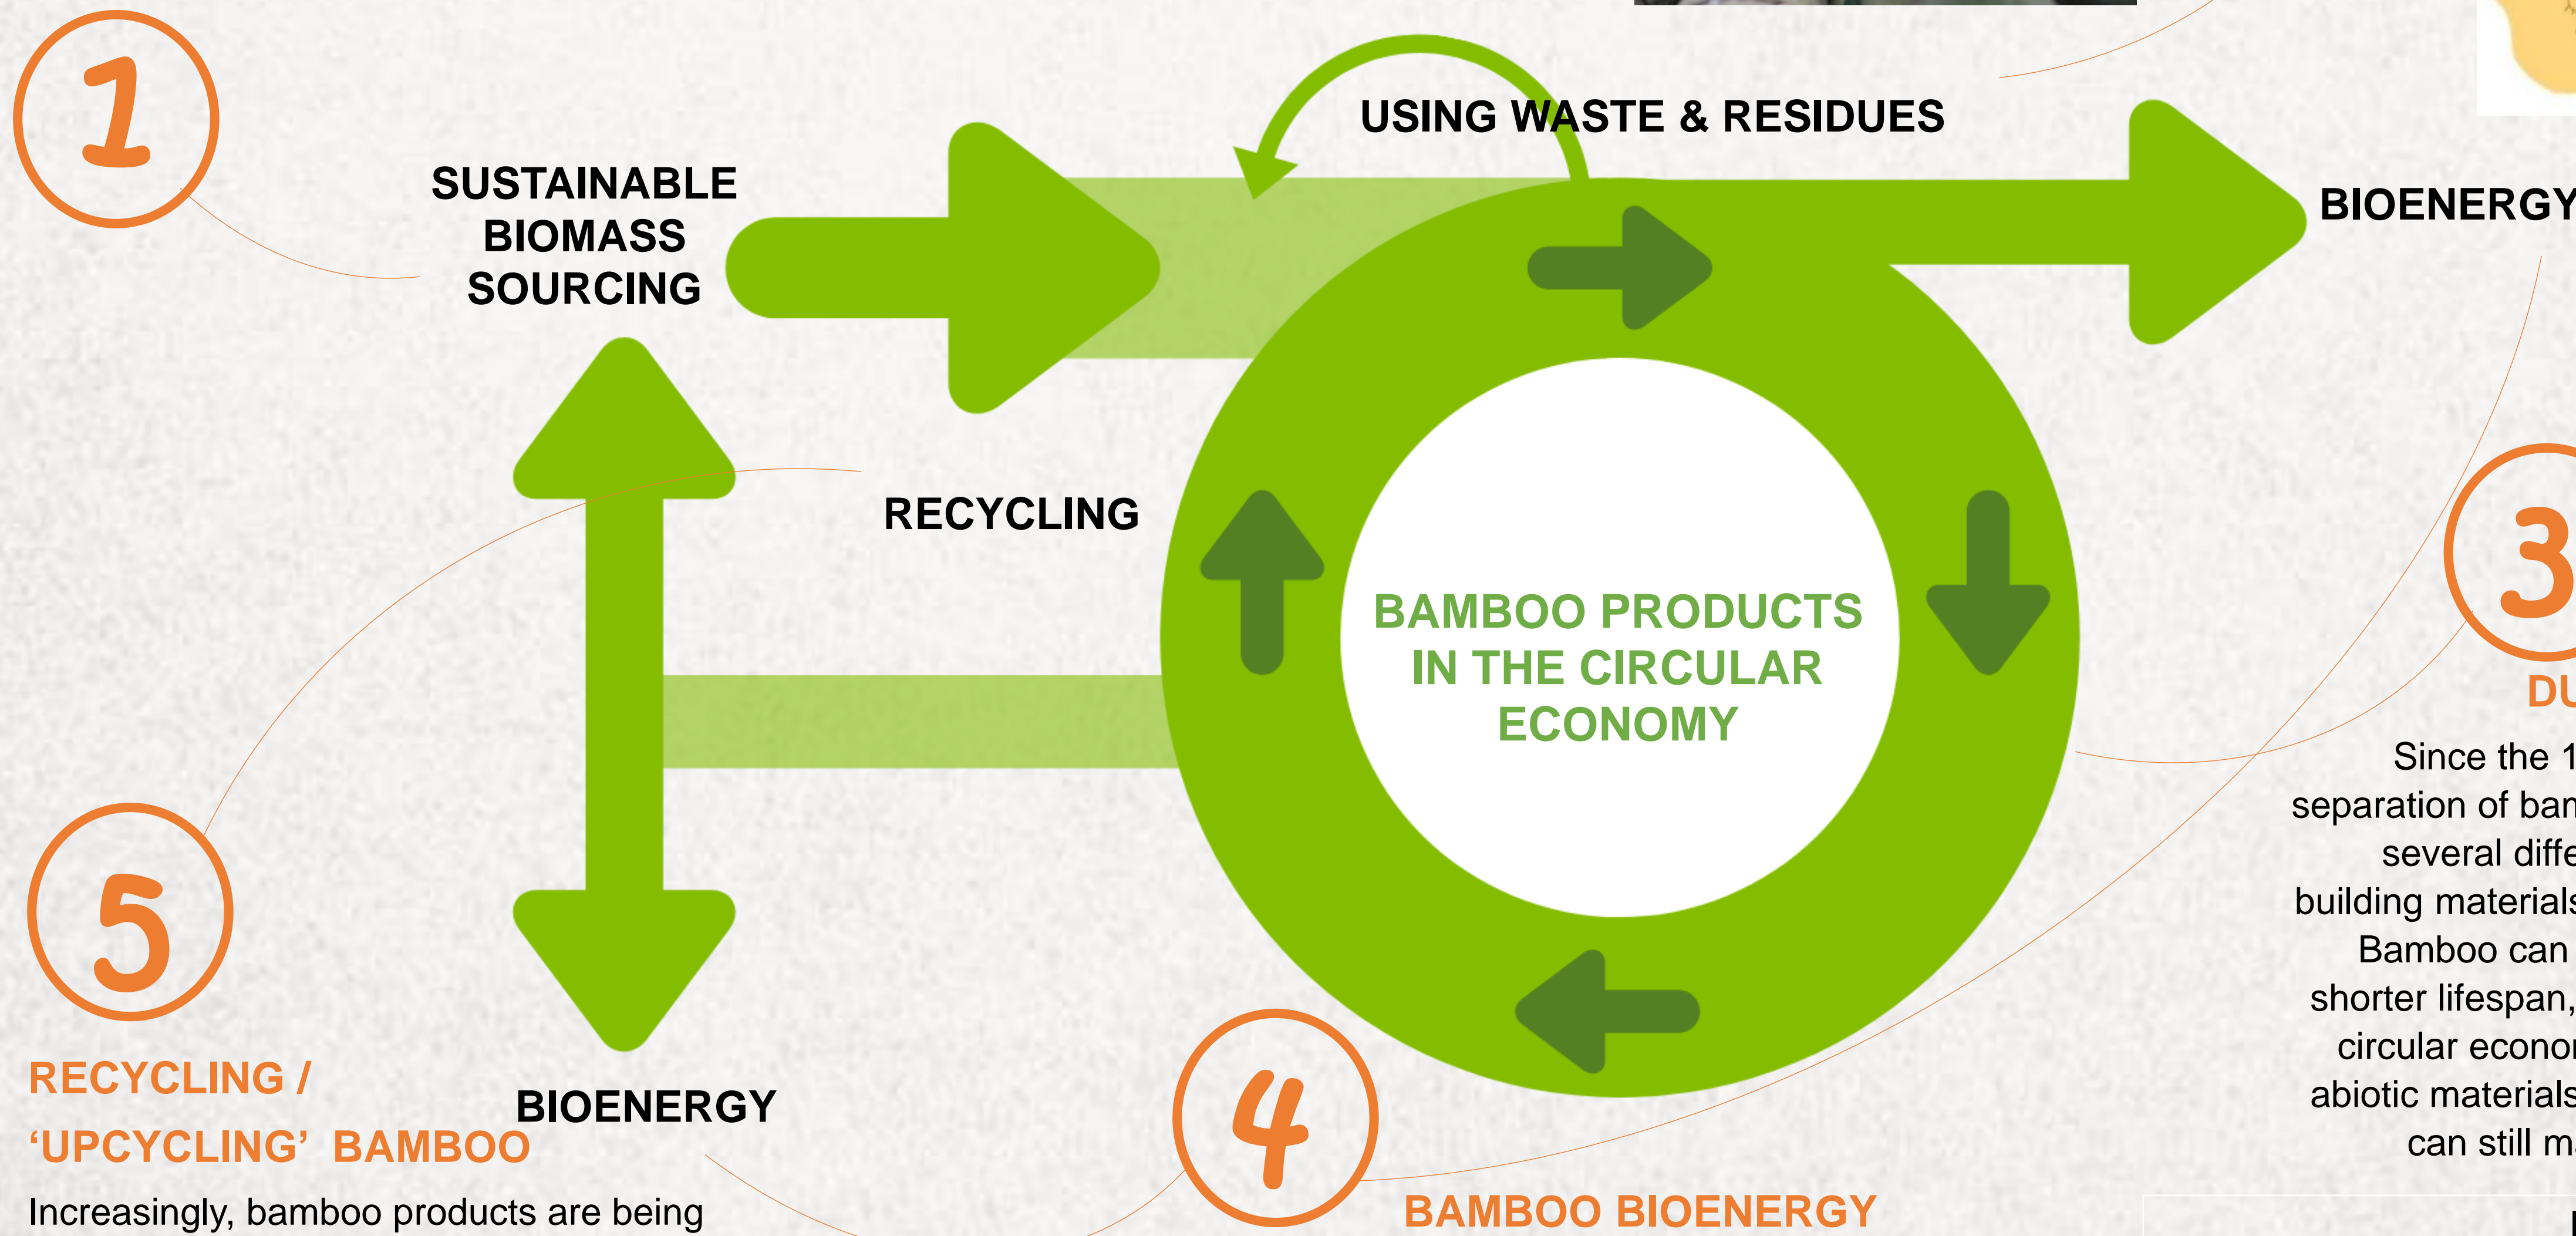 1
USING WASTE & RESIDUES
SUSTAINABLE
BIOMASS
SOURCING
BIOENERGY
RECYCLING
BAMBOO PRODUCTS
IN THE CIRCULAR
ECONOMY
3
Since the
separation of
several
building materials
Bamboo can
shorter lifespan,
circular
abiotic materials
can still
5
RECYCLING /
‘UPCYCLING’ BAMBOO
Increasingly, bamboo products are being
BIOENERGY
4
BAMBOO BIOENERGY